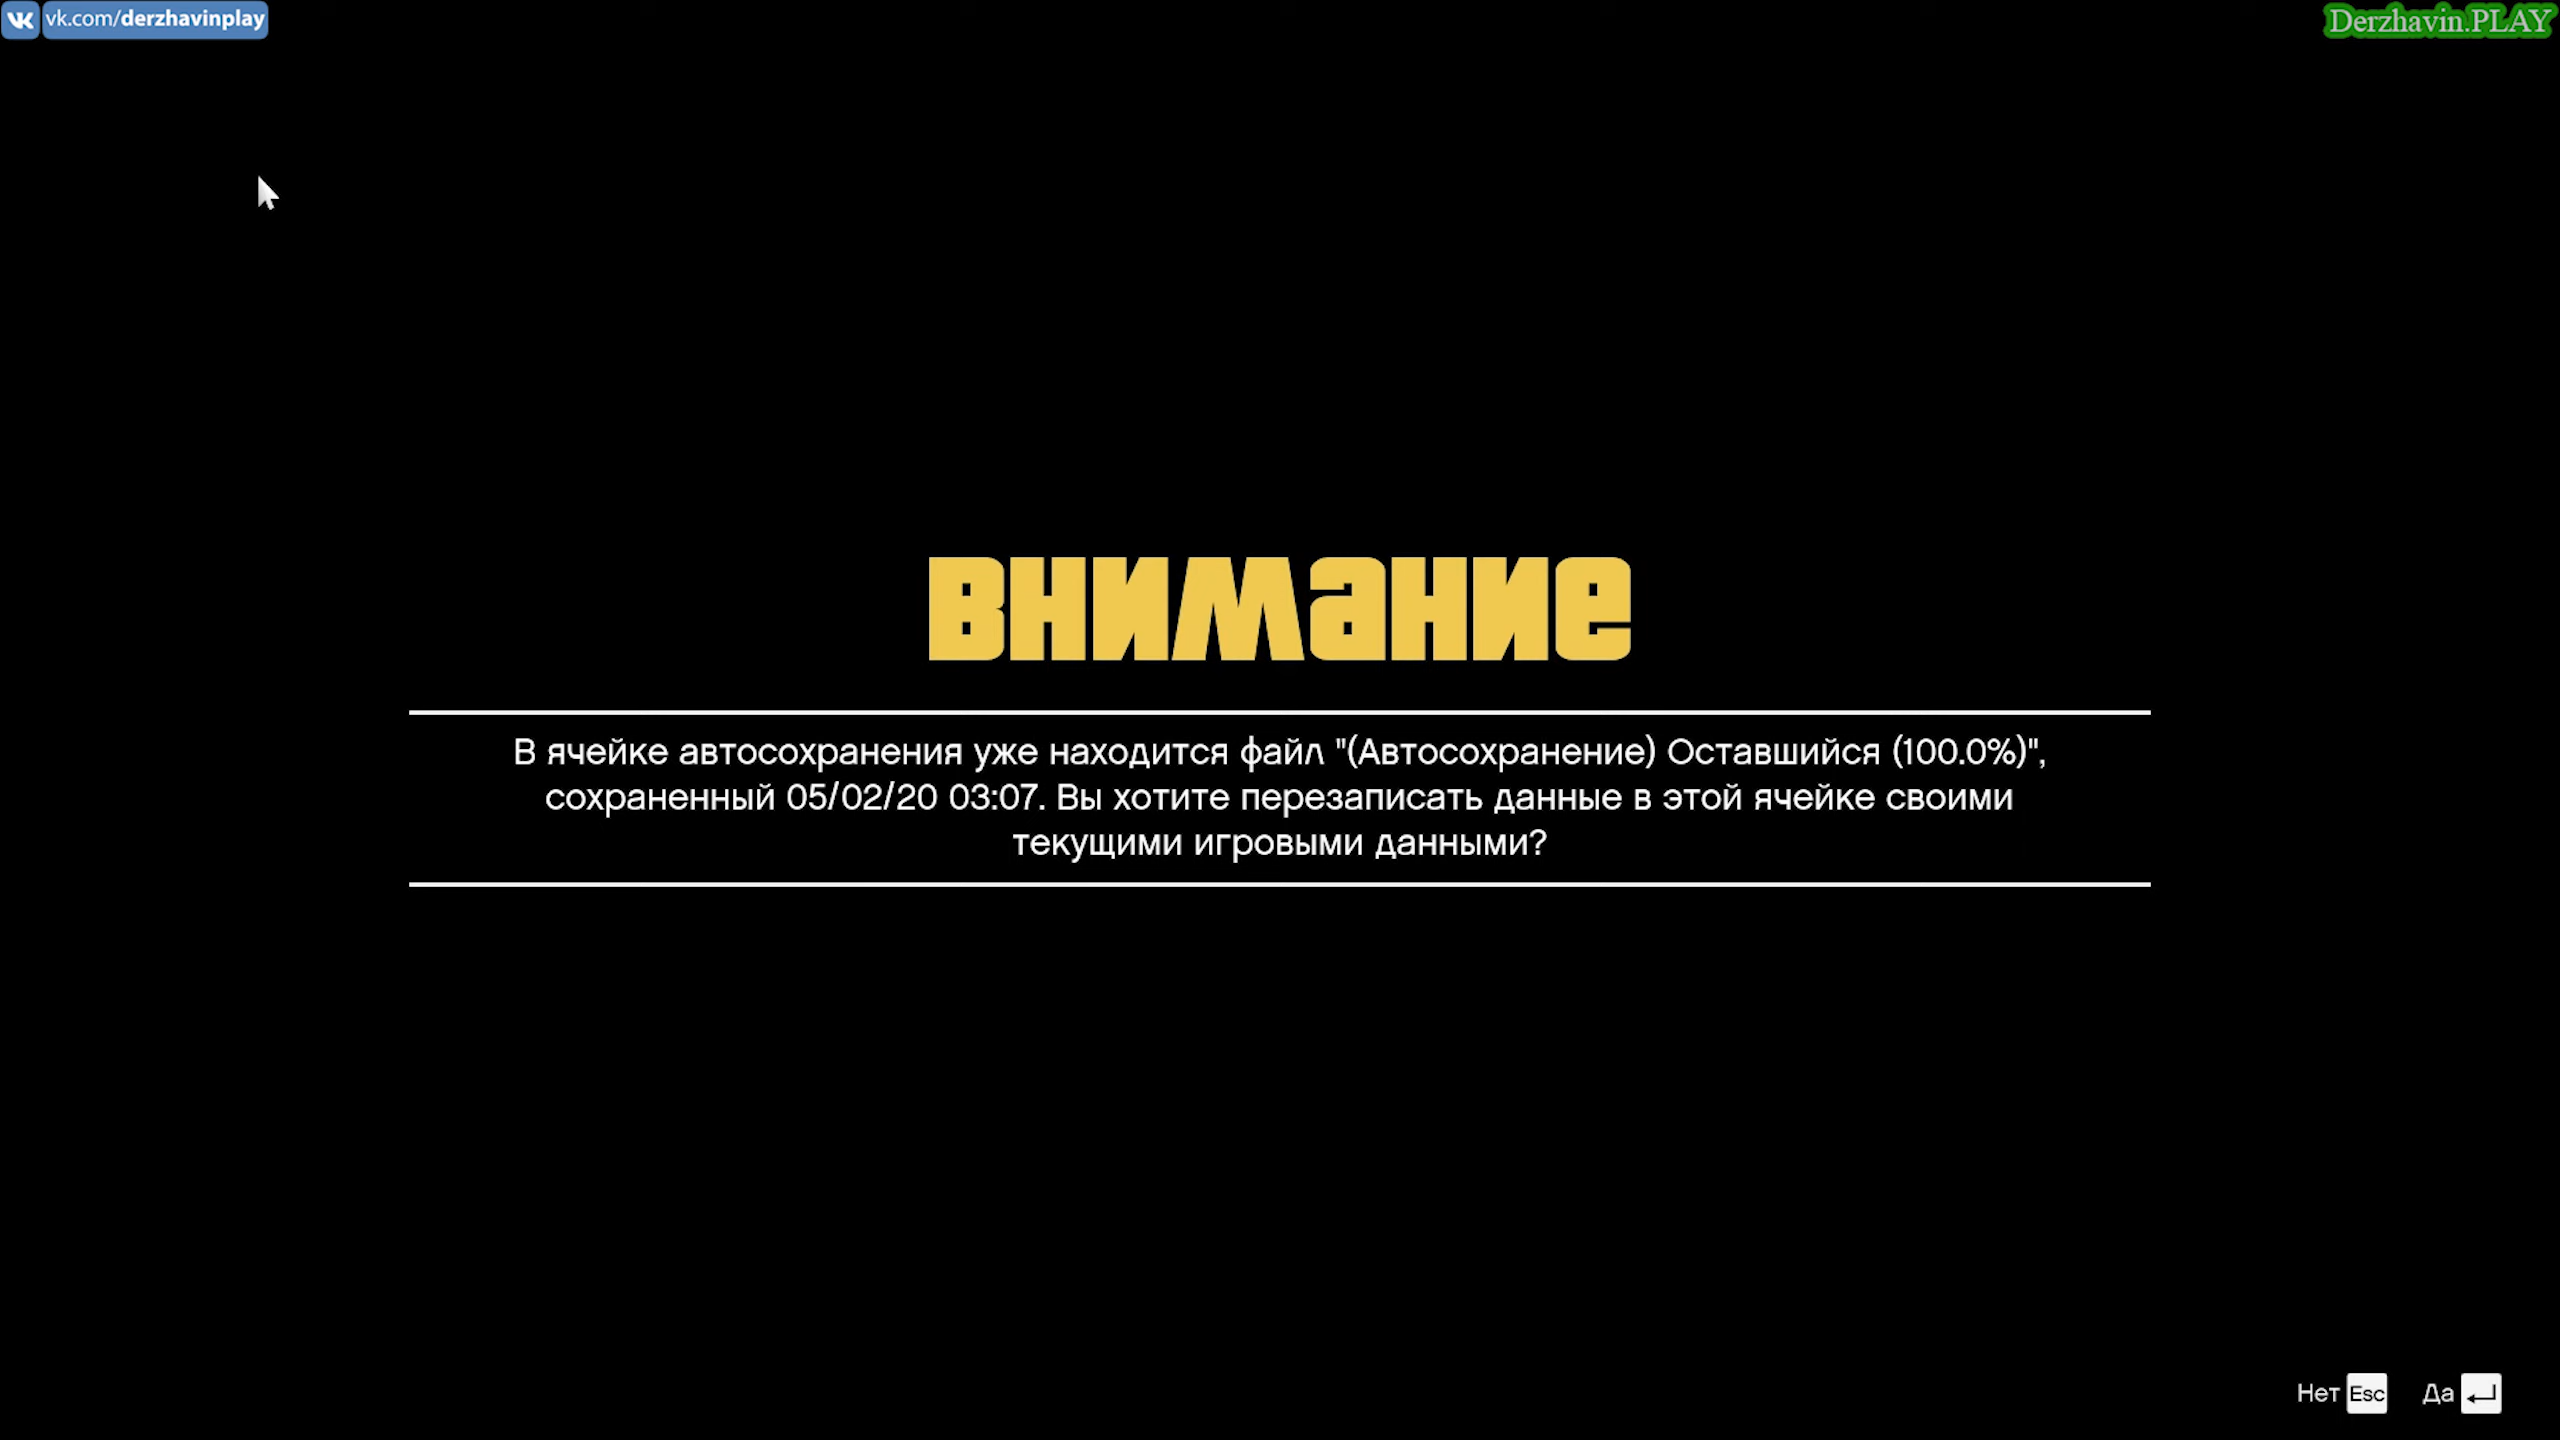 vk.com/derzhavinplay
Derzhavin.PLAY
внимание
В ячейке автосохранения уже находится файл "(Автосохранение) Оставшийся (100.0%)",
сохраненный 05/02/20 03:07. Вы хотите перезаписать данные в этой ячейке своими
текущими игровыми данными?
Нет Esc Да